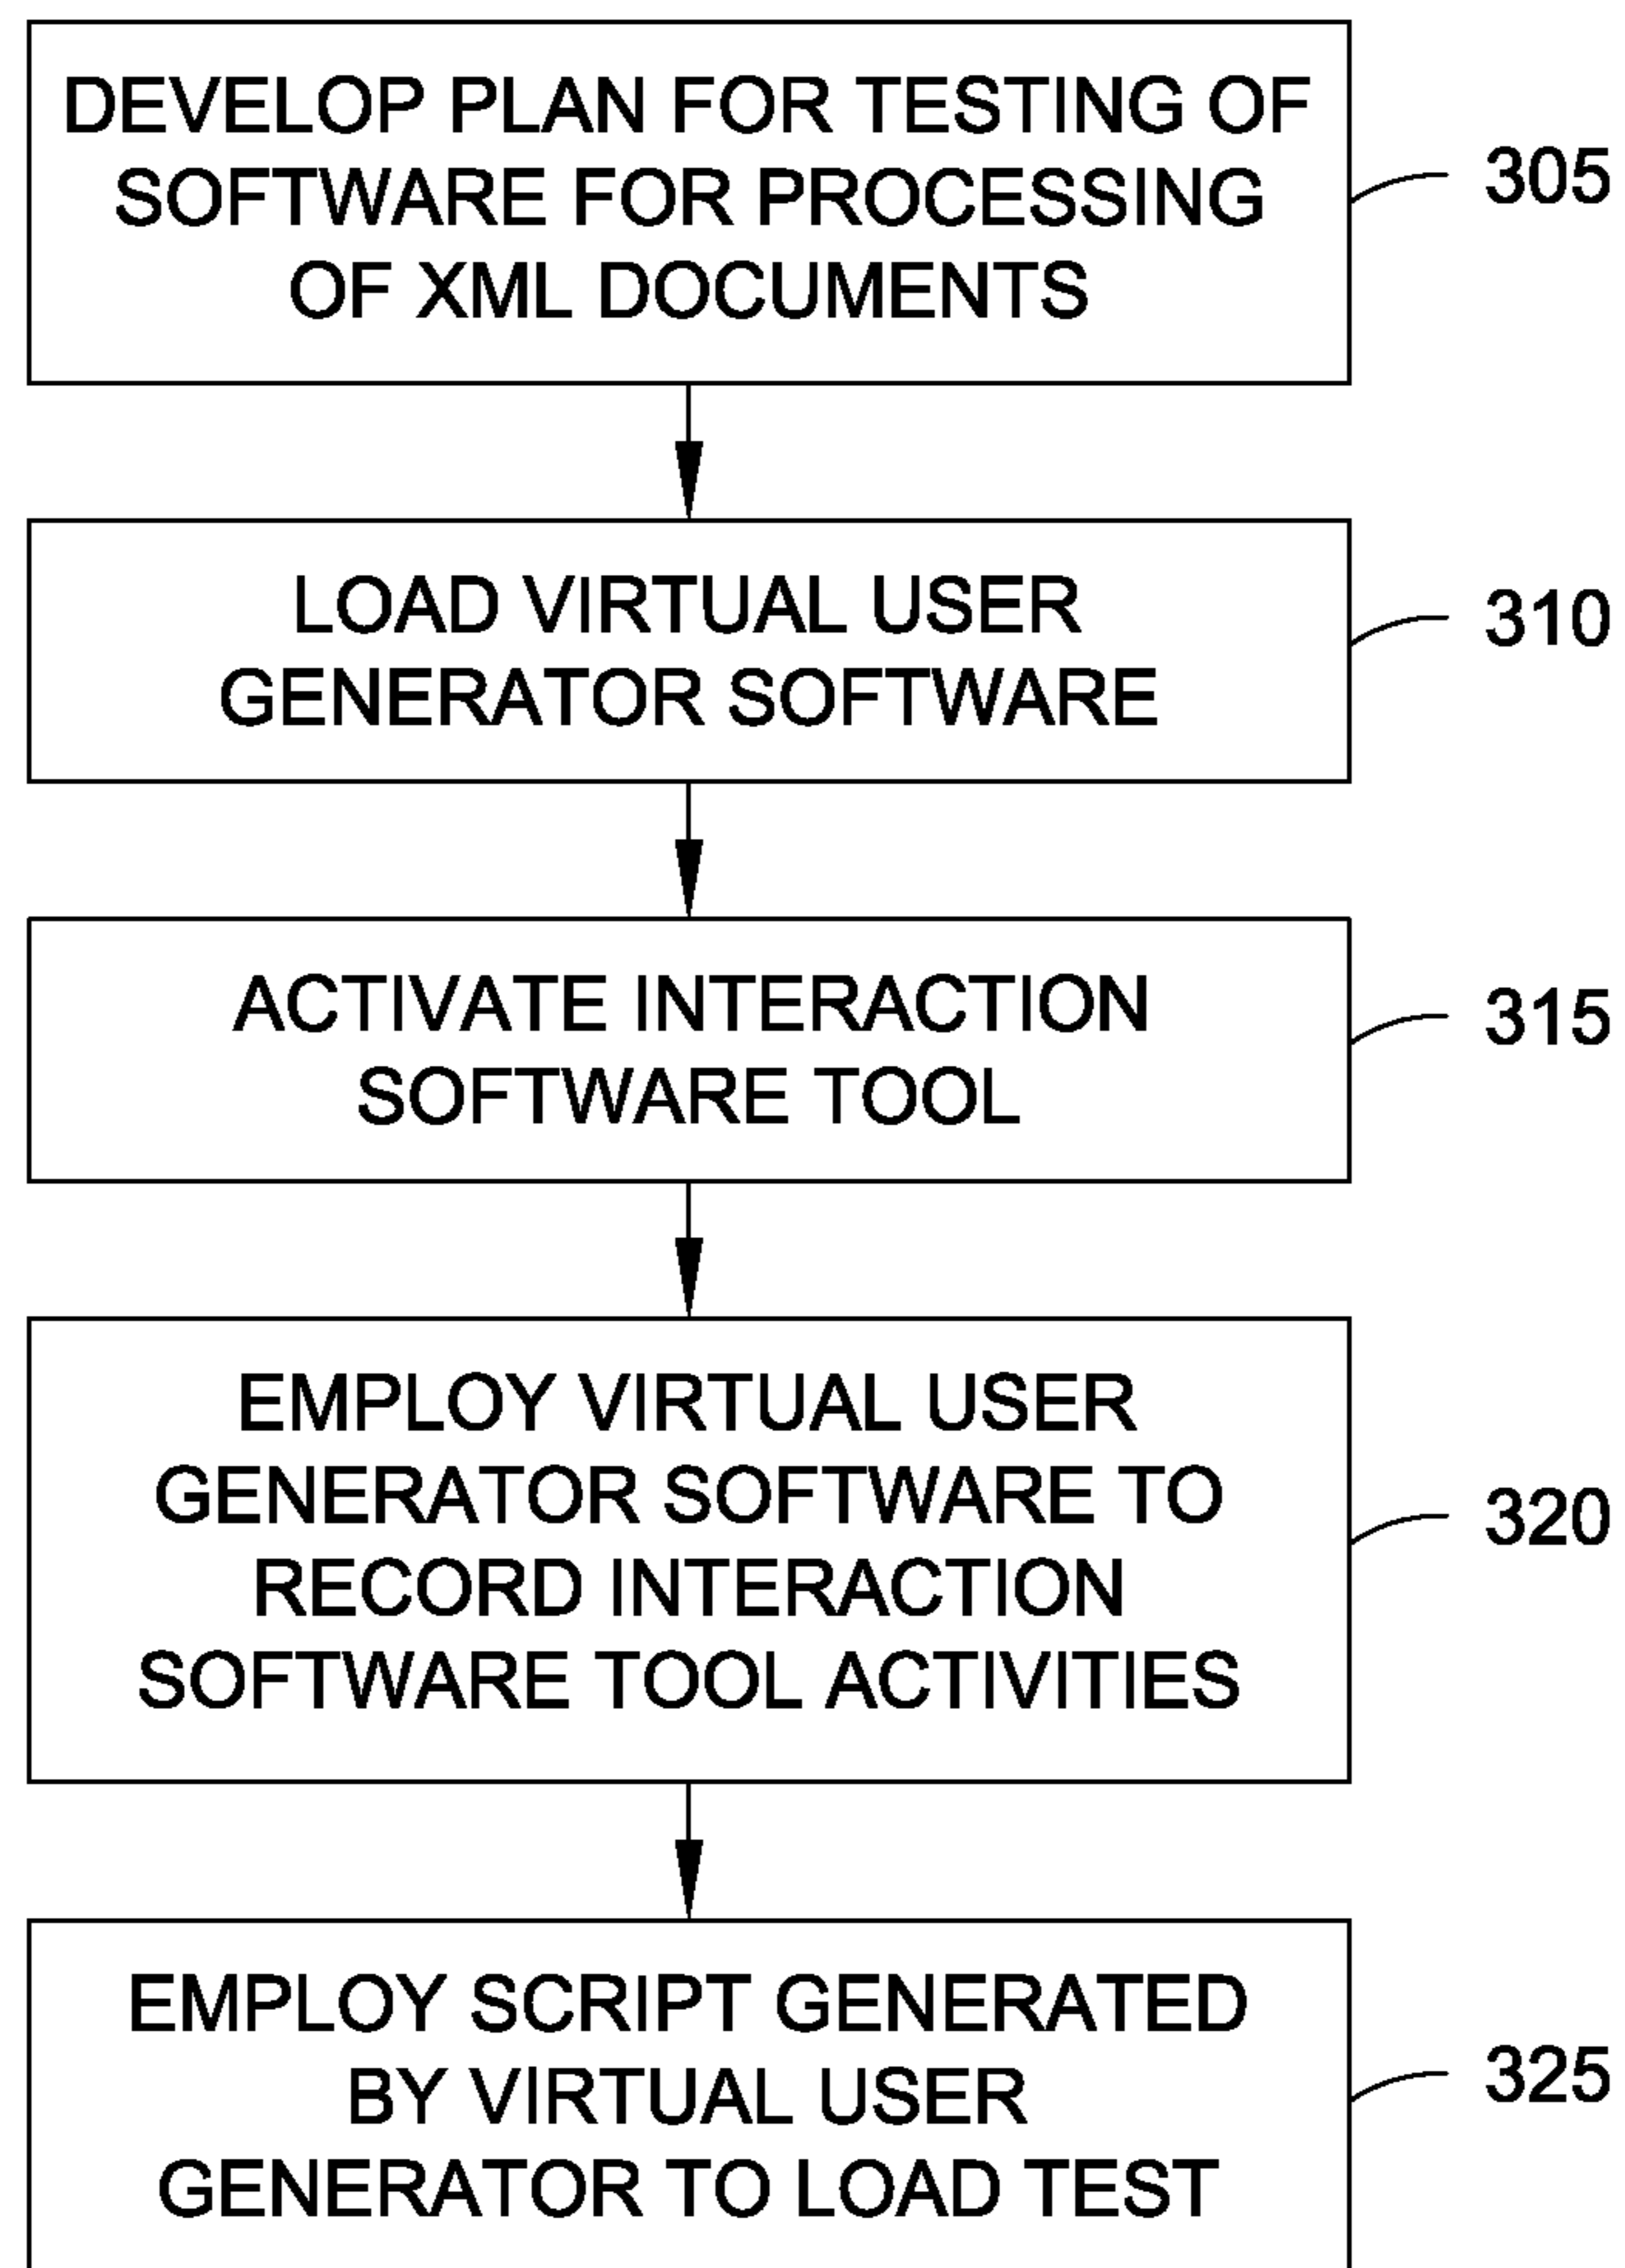 DEVELOP PLAN FOR TESTING OF
SOFTWARE FOR PROCESSING
OF XML DOCUMENTS
305
LOAD VIRTUAL USER
GENERATOR SOFTWARE
310
ACTIVATE INTERACTION
SOFTWARE TOOL
315
EMPLOY VIRTUAL USER
GENERATOR SOFTWARE TO
RECORD INTERACTION
SOFTWARE TOOL ACTIVITIES
320
EMPLOY SCRIPT GENERATED
BY VIRTUAL USER
GENERATOR TO LOAD TEST
325